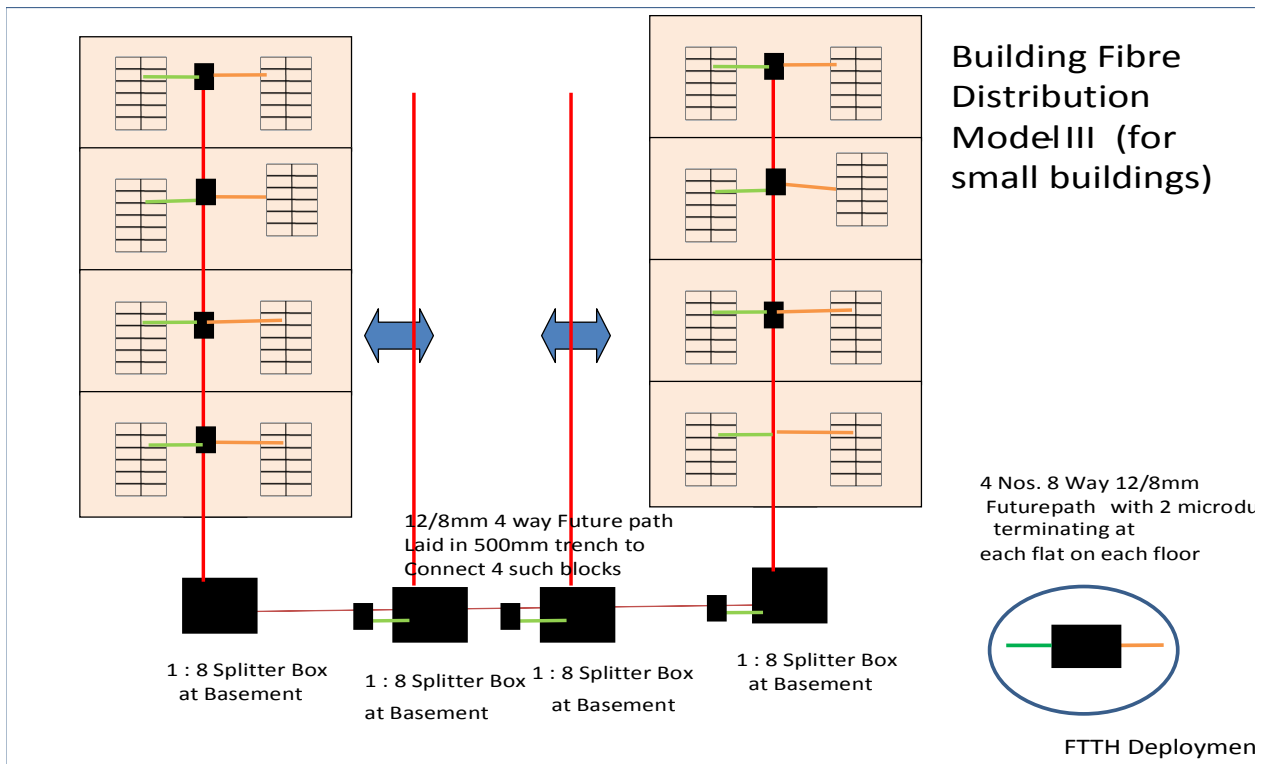 Building Fibre
Distribution
Model III (for
small buildings)
4 Nos. 8 Way 12/8mm
Futurepath with 2 microdu
terminating at
each flat on each floor
12/8mm 4 way Future path
Laid in 500mm trench to
Connect 4 such blocks
1 : 8 Splitter Box
at Basement
1 : 8 Splitter Box
at Basement
1 : 8 Splitter Box
at Basement
1 : 8 Splitter Box
at Basement
FTTH Deploymen